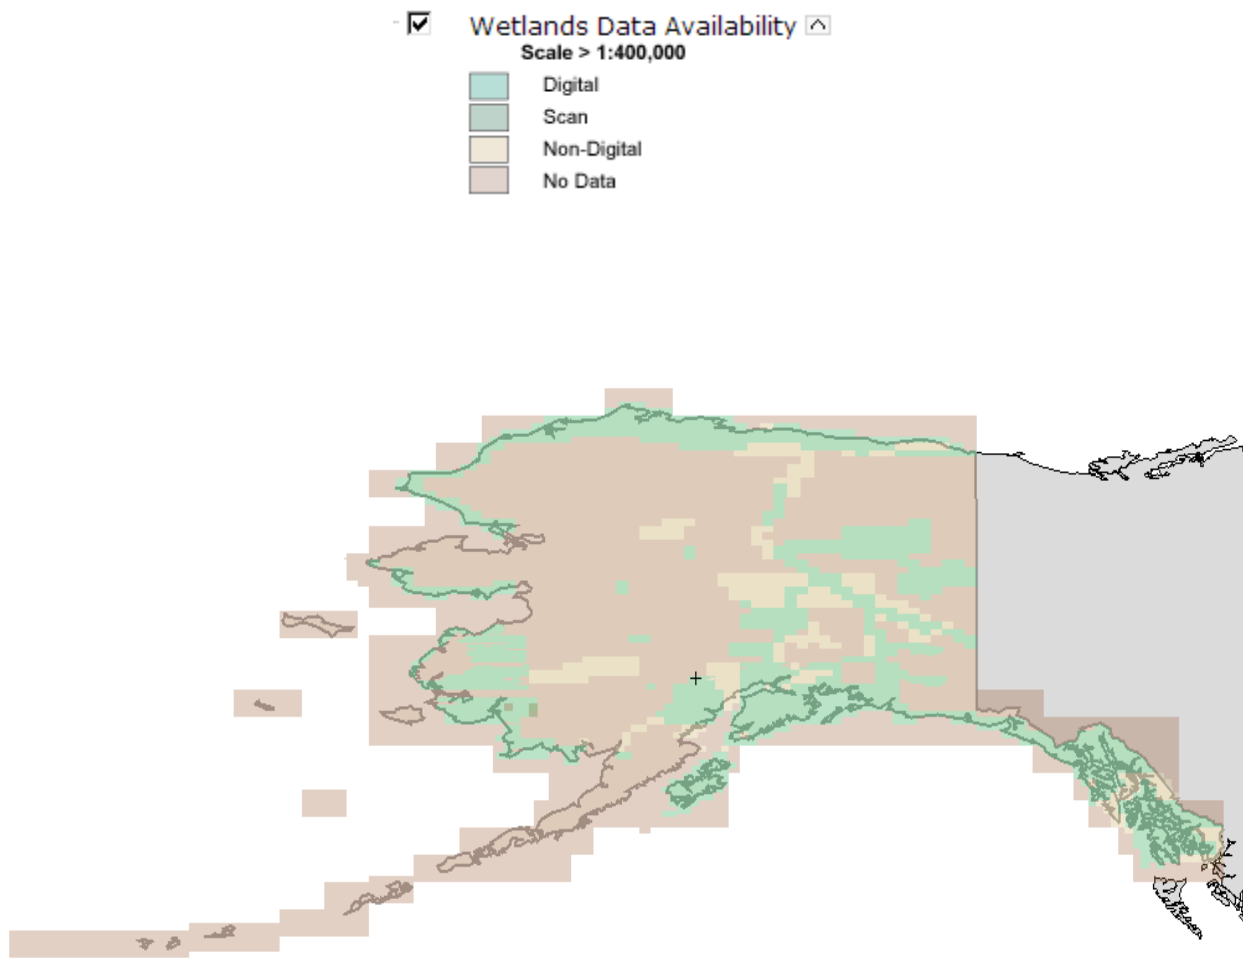 Wetlands Data Availability
Scale > 1:400,000
Digital
Scan
Non-Digital
No Data